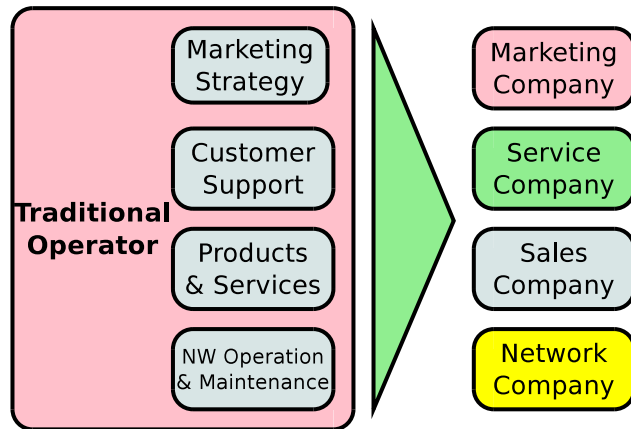 Marketing
Strategy
Customer
Support
Traditional
Operator
Products
& Services
NW Operation
& Maintenance
Marketing
Company
Service
Company
Sales
Company
Network
Company